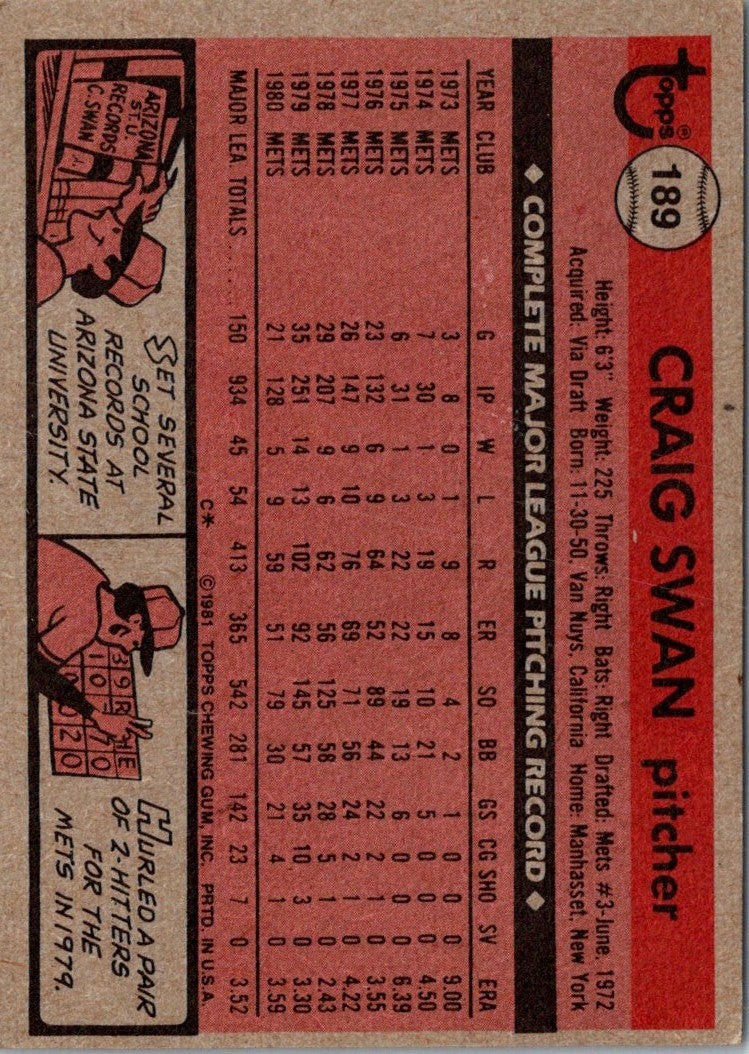 Topps®
189
CRAIG SWAN pitcher
Height: 6'3" Weight: 225 Throws: Right Bats: Right Drafted: Mets #3-June, 1972
Acquired: Via Draft Born: 11-30-50, Van Nuys, California Home: Manhasset, New York
◆ COMPLETE MAJOR LEAGUE PITCHING RECORD ◆
YEAR CLUB G IP W L R ER SO BB GS CG SHO SV ERA
1973 METS 3 8 0 1 9 8 4 2 1 0 0 0 9.00
1974 METS 7 30 1 3 19 15 10 21 5 0 0 0 4.50
1975 METS 6 31 1 3 22 22 19 13 6 0 0 0 6.39
1976 METS 23 132 6 9 64 52 89 44 22 2 1 0 3.55
1977 METS 26 147 9 10 76 69 71 56 24 2 1 0 4.22
1978 METS 29 207 9 6 62 56 125 58 28 5 1 0 2.43
1979 METS 35 251 14 13 102 92 145 57 35 10 3 0 3.30
1980 METS 21 128 5 9 59 51 79 30 21 4 1 0 3.59
MAJOR LEA. TOTALS...... 150 934 45 54 413 365 542 281 142 23 7 0 3.52
C* ©1981 TOPPS CHEWING GUM, INC. PRTD. IN U.S.A.
ARIZONA
ST. U.
RECORDS
C. SWAN
SET SEVERAL
SCHOOL
RECORDS AT
ARIZONA STATE
UNIVERSITY.
R H E
HURLED A PAIR
OF 2-HITTERS
FOR THE
METS IN 1979.